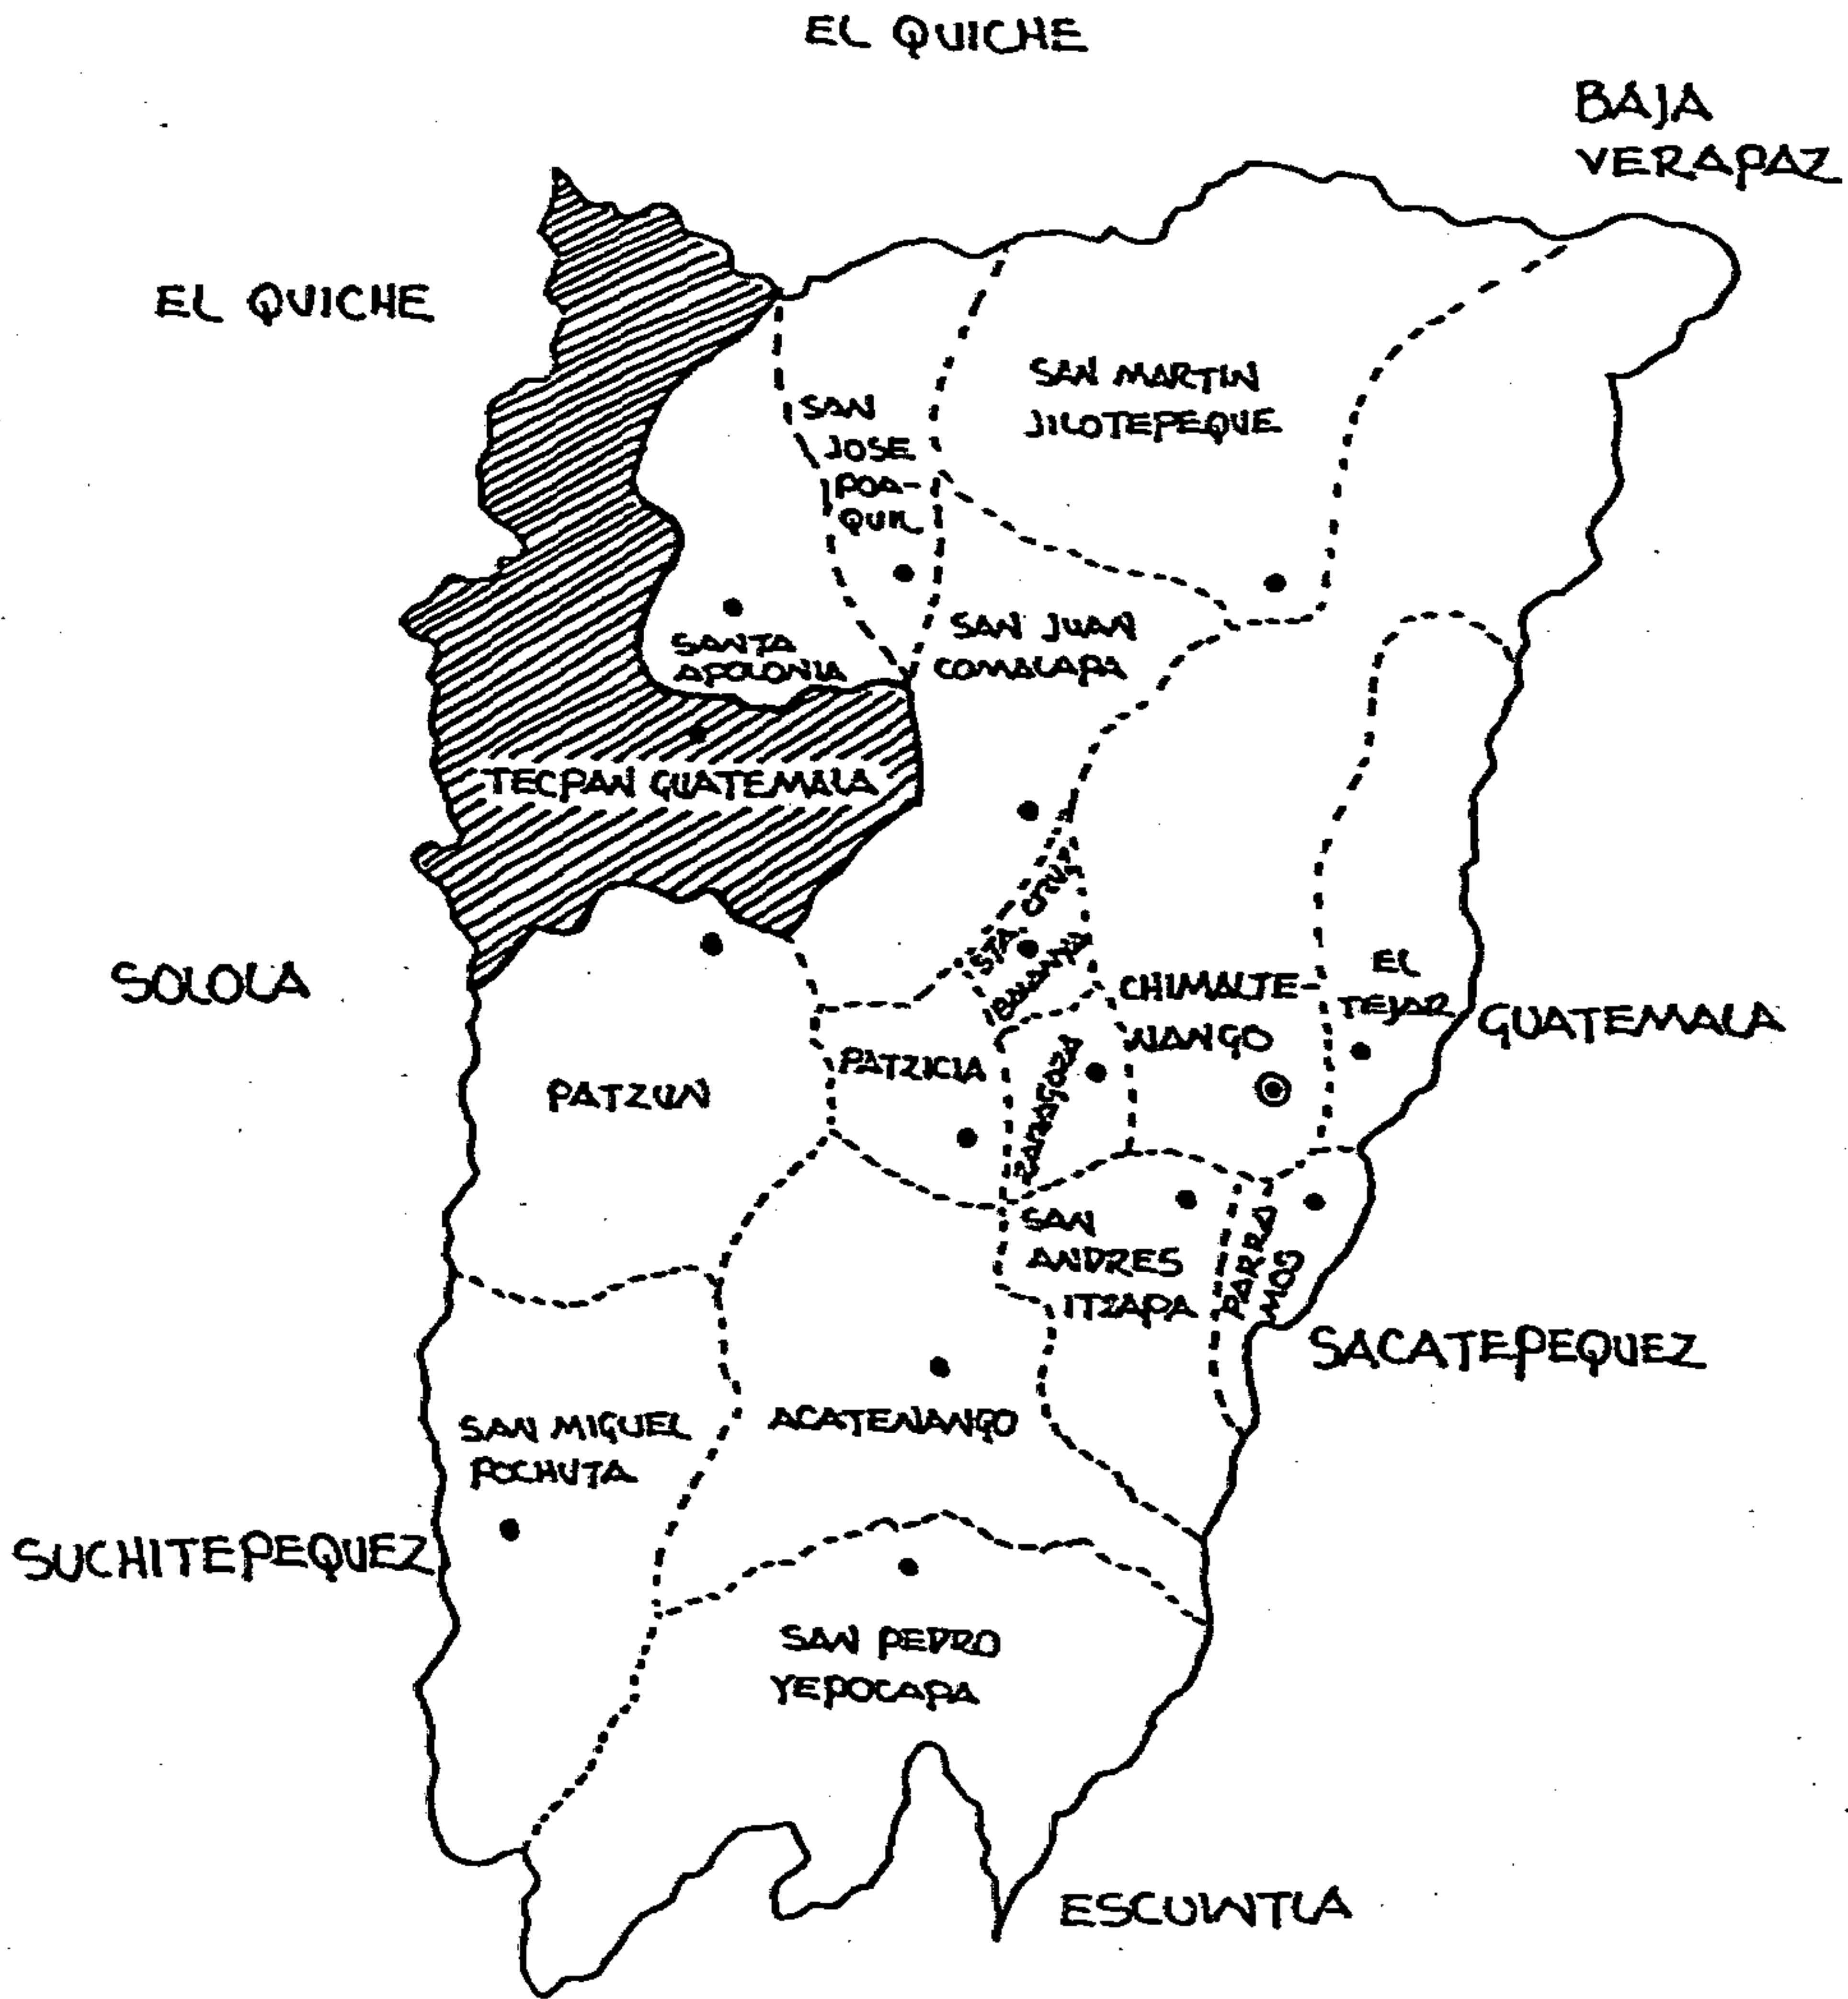 EL QUICHE
BAJA
VERAPAZ
EL QUICHE
SAN MARTIN
JILOTEPEQUE
SAN
JOSE
POA-
QUIL
SAN JUAN
COMALAPA
SANTA
APOLONIA
TECPAN GUATEMALA
STA CRUZ
BALANYA
SOLOLA
CHIMALTE-
NANGO
EL
TEJAR
GUATEMALA
PATZICIA
ZARAGOZA
PATZUN
SAN
ANDRES
ITZAPA
PARRA
MOS
SACATEPEQUEZ
ACATENANGO
SAN MIGUEL
POCHUTA
SUCHITEPEQUEZ
SAN PEDRO
YEPOCAPA
ESCUINTLA